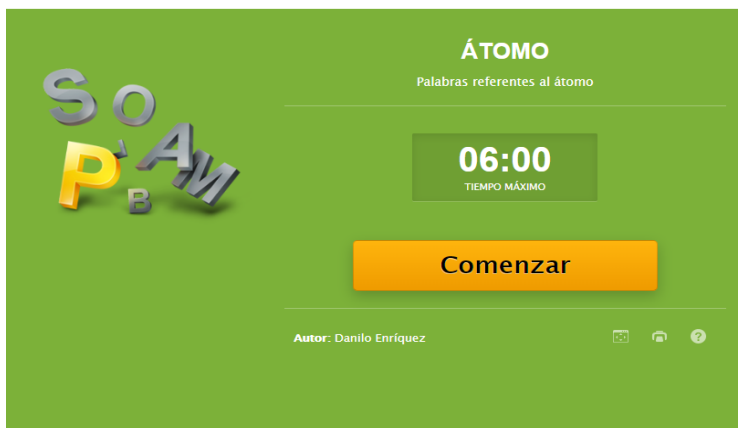 S O A M P L B
ÁTOMO
Palabras referentes al átomo
06:00
TIEMPO MÁXIMO
Comenzar
Autor: Danilo Enríquez
?